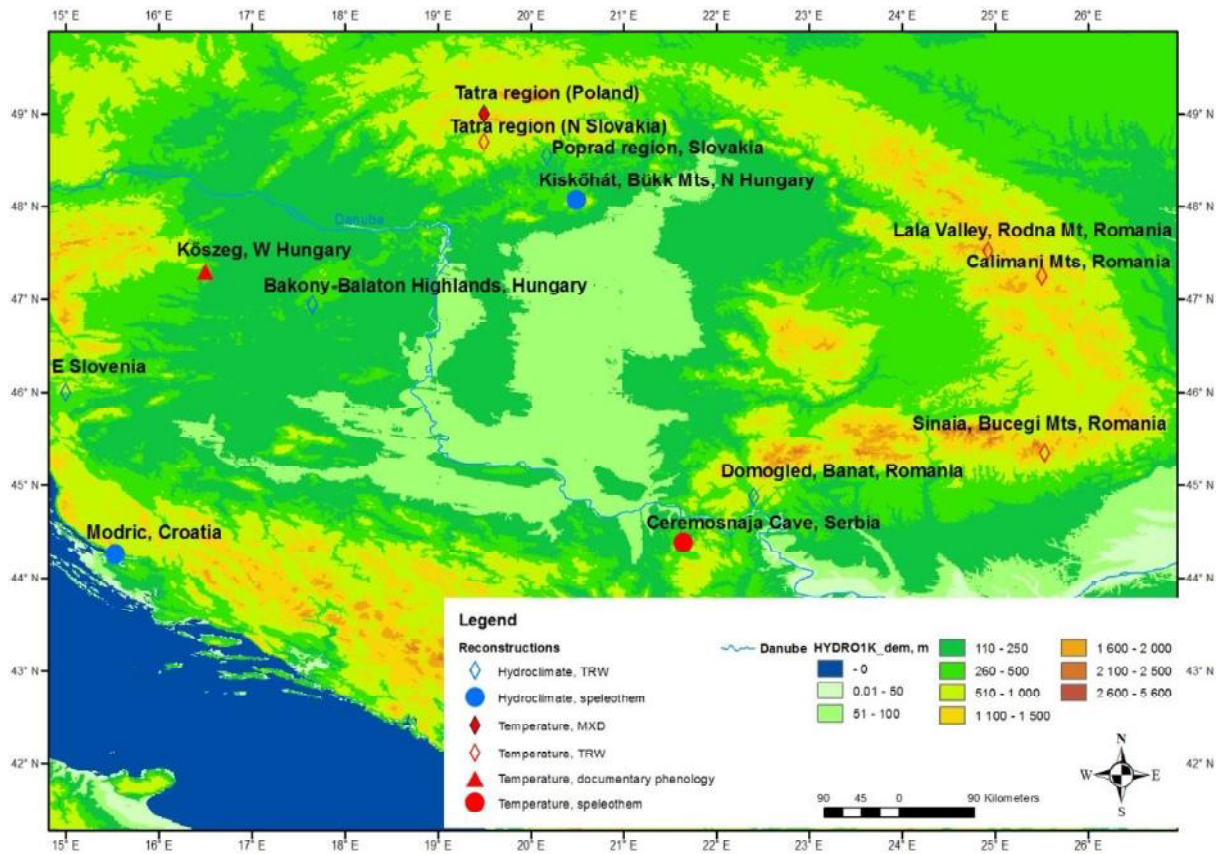 15° E 16° E 17° E 18° E 19° E 20° E 21° E 22° E 23° E 24° E 25° E 26° E
49° N
49° N
Tatra region (Poland)
Tatra region (N Slovakia)
Poprad region, Slovakia
Kiskőhát, Bükk Mts, N Hungary
48° N
48° N
Danube
Lala Valley, Rodna Mt, Romania
Kőszeg, W Hungary
Calimani Mts, Romania
Bakony-Balaton Highlands, Hungary
47° N
47° N
E Slovenia
46° N
46° N
Sinaia, Bucegi Mts, Romania
Domogled, Banat, Romania
45° N
45° N
Ceremosnaja Cave, Serbia
Modric, Croatia
44° N
44° N
43° N
43° N
42° N
42° N
Legend
Reconstructions
Hydroclimate, TRW
Hydroclimate, speleothem
Temperature, MXD
Temperature, TRW
Temperature, documentary phenology
Temperature, speleothem
Danube
HYDRO1K_dem, m
- 0
0.01 - 50
51 - 100
110 - 250
260 - 500
510 - 1 000
1 100 - 1 500
1 600 - 2 000
2 100 - 2 500
2 600 - 5 600
N
W E
S
90 45 0 90 Kilometers
15° E 16° E 17° E 18° E 19° E 20° E 21° E 22° E 23° E 24° E 25° E 26° E